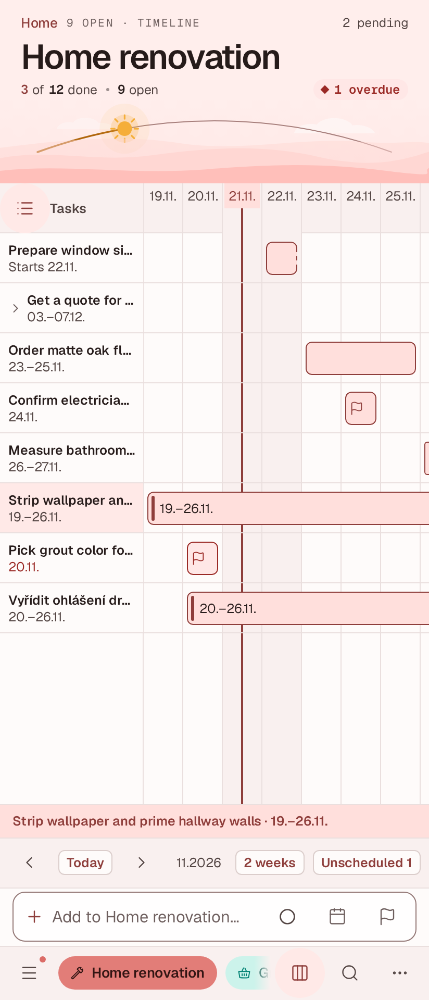 Home 9 OPEN · TIMELINE 2 pending
Home renovation
3 of 12 done • 9 open ◆ 1 overdue
Tasks 19.11. 20.11. 21.11. 22.11. 23.11. 24.11. 25.11.
Prepare window si…
Starts 22.11.
Get a quote for …
03.–07.12.
Order matte oak fl…
23.–25.11.
Confirm electricia…
24.11.
Measure bathroom…
26.–27.11.
Strip wallpaper an…
19.–26.11.
19.–26.11.
Pick grout color fo…
20.11.
Vyřídit ohlášení dr…
20.–26.11.
20.–26.11.
Strip wallpaper and prime hallway walls · 19.–26.11.
Today 11.2026 2 weeks Unscheduled 1
Add to Home renovation…
Home renovation G